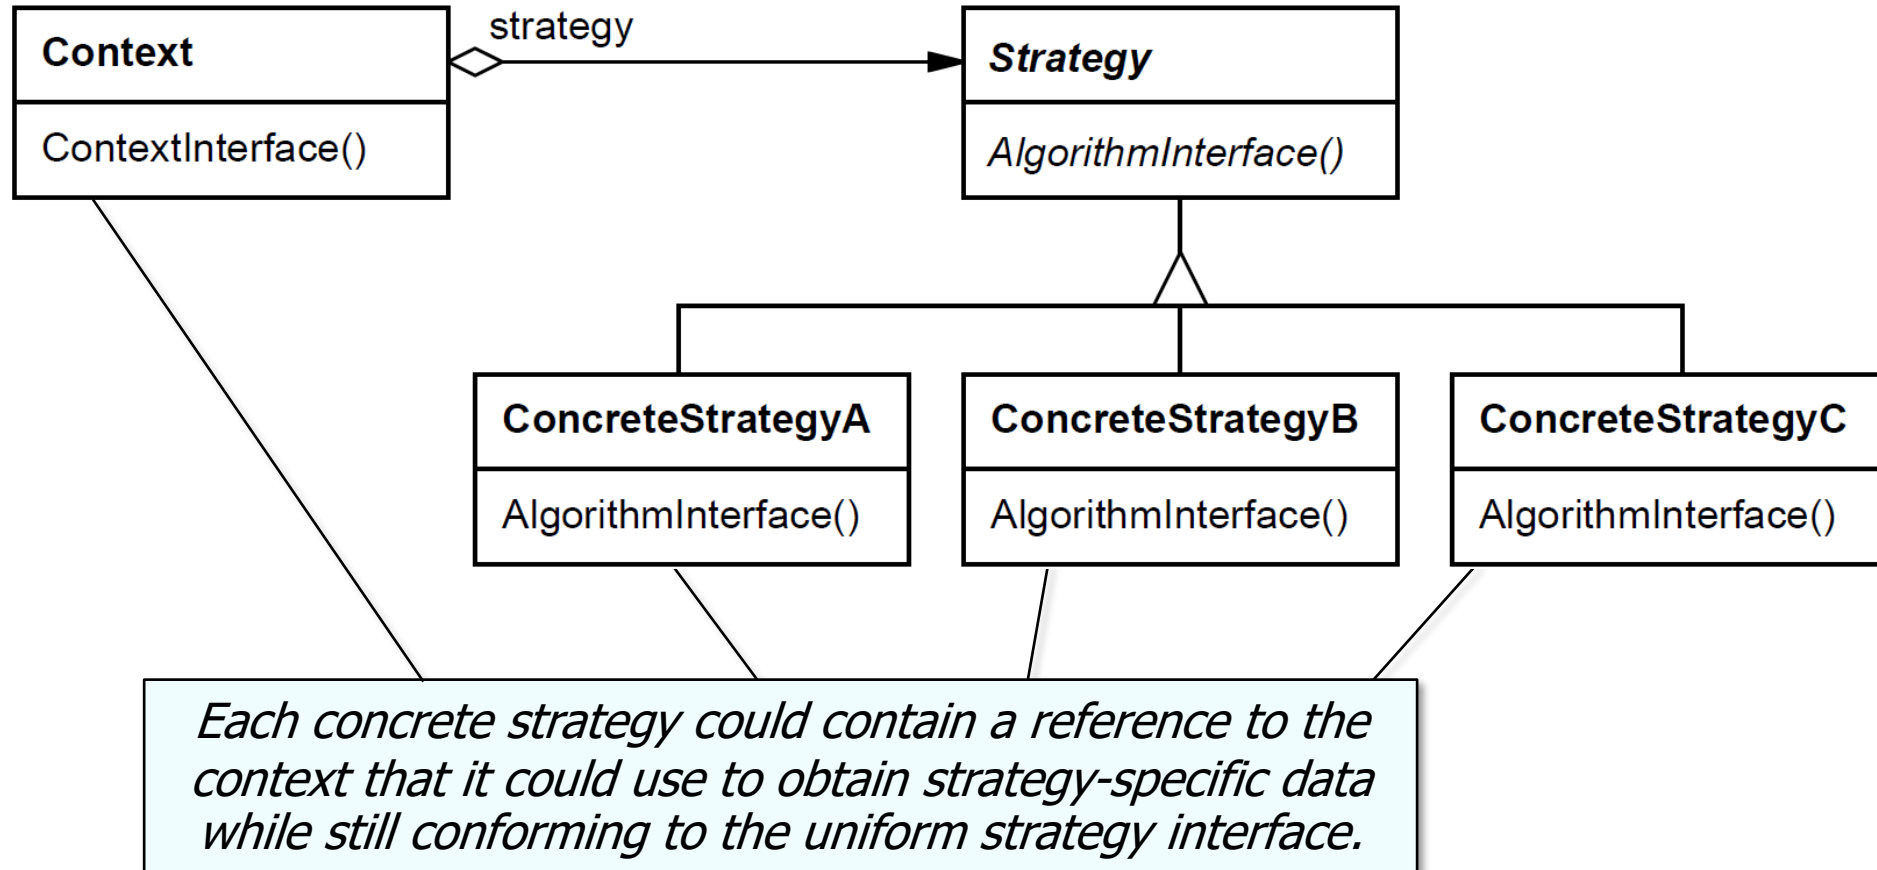 Context
ContextInterface()
strategy
Strategy
AlgorithmInterface()
ConcreteStrategyA
AlgorithmInterface()
ConcreteStrategyB
AlgorithmInterface()
ConcreteStrategyC
AlgorithmInterface()
Each concrete strategy could contain a reference to the
context that it could use to obtain strategy-specific data
while still conforming to the uniform strategy interface.